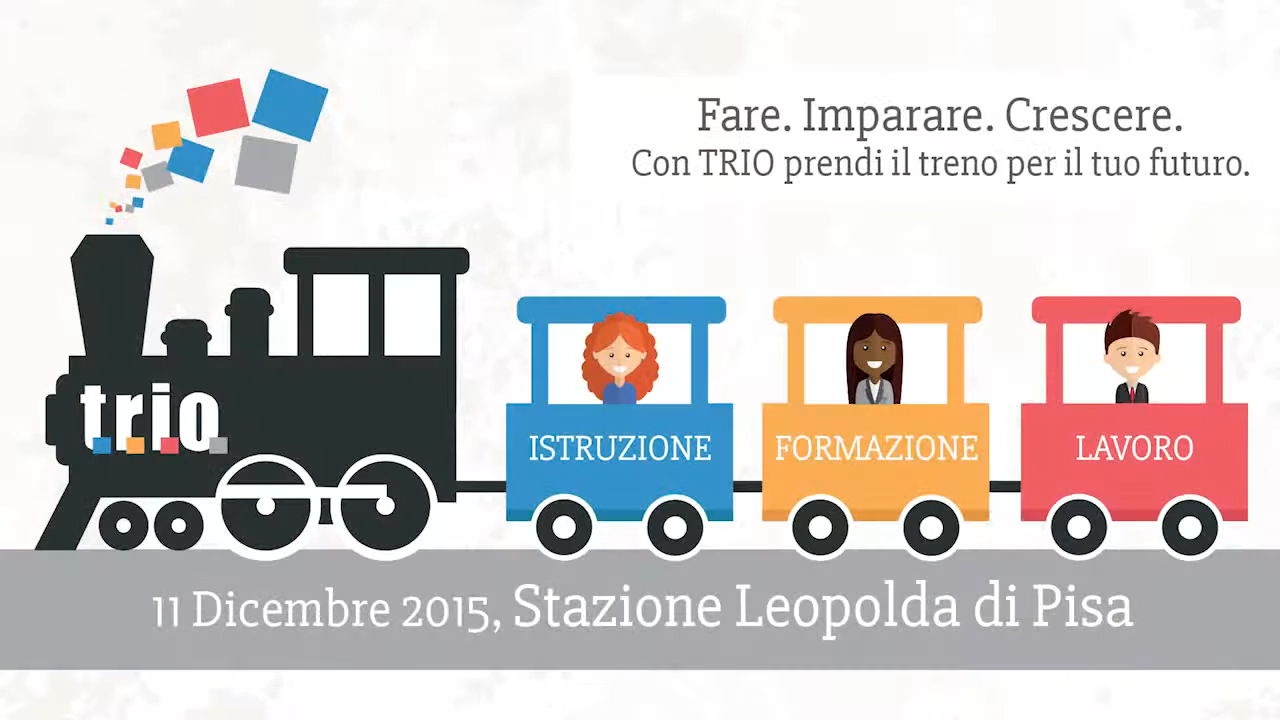 Fare. Imparare. Crescere.
Con TRIO prendi il treno per il tuo futuro.
trio
ISTRUZIONE
FORMAZIONE
LAVORO
11 Dicembre 2015, Stazione Leopolda di Pisa